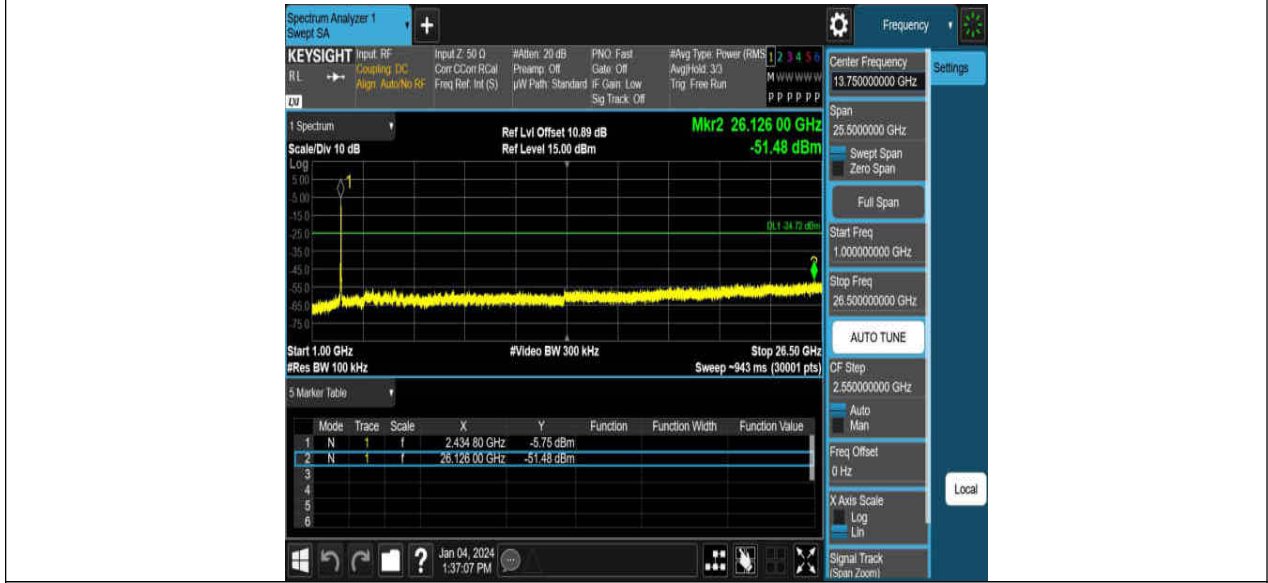 Spectrum Analyzer 1
Swept SA
+
Frequency
KEYSIGHT
RL
Input: RF
Coupling: DC
Align: Auto/No RF
Input Z: 50 Ω
Corr CCorr RCal
Freq Ref: Int (S)
#Atten: 20 dB
Preamp: Off
µW Path: Standard
PNO: Fast
Gate: Off
IF Gain: Low
Sig Track: Off
#Avg Type: Power (RMS
Avg|Hold: 3/3
Trig: Free Run
1 2 3 4 5 6
M W W W W W
P P P P P P
LXI
1 Spectrum
Scale/Div 10 dB
Ref Lvl Offset 10.89 dB
Ref Level 15.00 dBm
Mkr2 26.126 00 GHz
-51.48 dBm
Log
5.00
-5.00
-15.0
-25.0
-35.0
-45.0
-55.0
-65.0
-75.0
1
DL1 -24.72 dBm
2
Start 1.00 GHz
#Res BW 100 kHz
#Video BW 300 kHz
Stop 26.50 GHz
Sweep ~943 ms (30001 pts)
5 Marker Table
Mode Trace Scale X Y Function Function Width Function Value
1 N 1 f 2.434 80 GHz -5.75 dBm
2 N 1 f 26.126 00 GHz -51.48 dBm
3
4
5
6
?
Jan 04, 2024
1:37:07 PM
Center Frequency
13.750000000 GHz
Settings
Span
25.5000000 GHz
Swept Span
Zero Span
Full Span
Start Freq
1.000000000 GHz
Stop Freq
26.500000000 GHz
AUTO TUNE
CF Step
2.550000000 GHz
Auto
Man
Freq Offset
0 Hz
X Axis Scale
Log
Lin
Local
Signal Track
(Span Zoom)